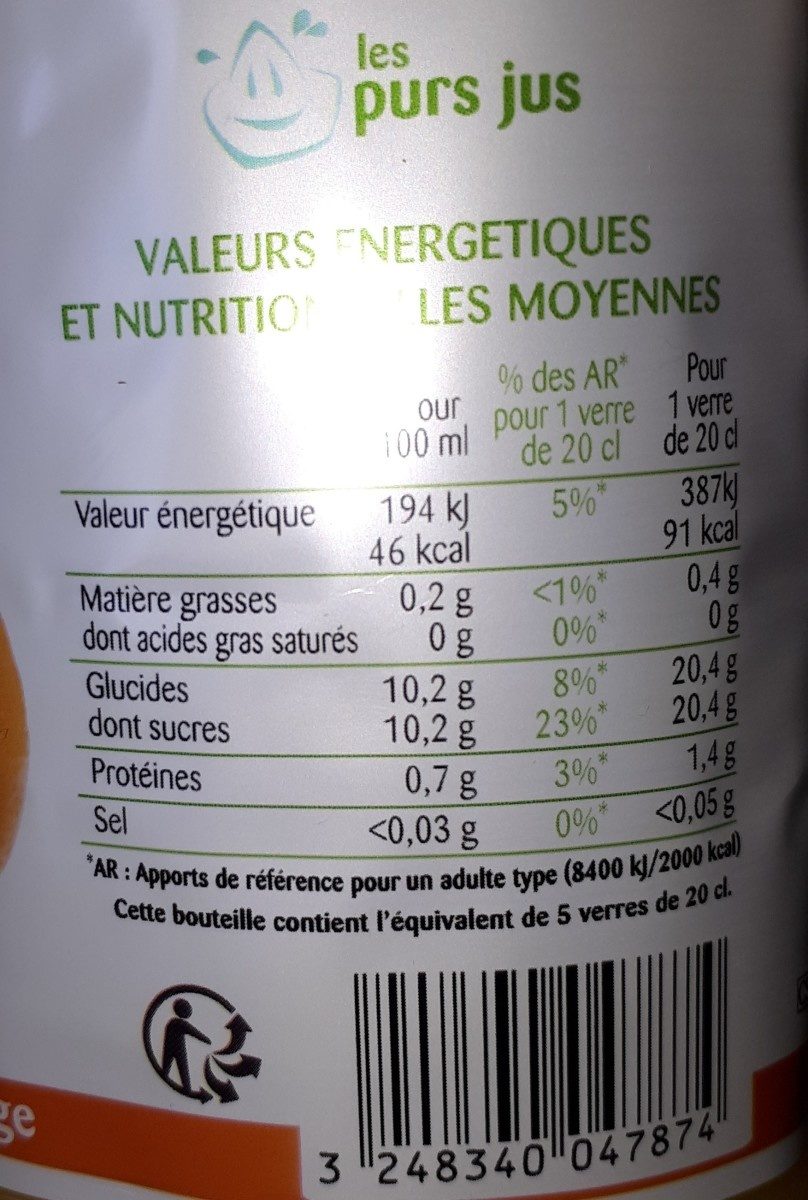 les
purs jus
VALEURS ENERGETIQUES
ET NUTRITIO LES MOYENNES
our 100 ml % des AR* pour 1 verre de 20 cl Pour 1 verre de 20 cl
Valeur énergétique 194 kJ 5%* 387kJ
46 kcal 91 kcal
Matière grasses 0,2 g <1%* 0,4 g
dont acides gras saturés 0 g 0%* 0 g
Glucides 10,2 g 8%* 20,4 g
dont sucres 10,2 g 23%* 20,4 g
Protéines 0,7 g 3%* 1,4 g
Sel <0,03 g 0%* <0,05 g
*AR : Apports de référence pour un adulte type (8400 kJ/2000 kcal)
Cette bouteille contient l'équivalent de 5 verres de 20 cl.
ge
3 248340 047874